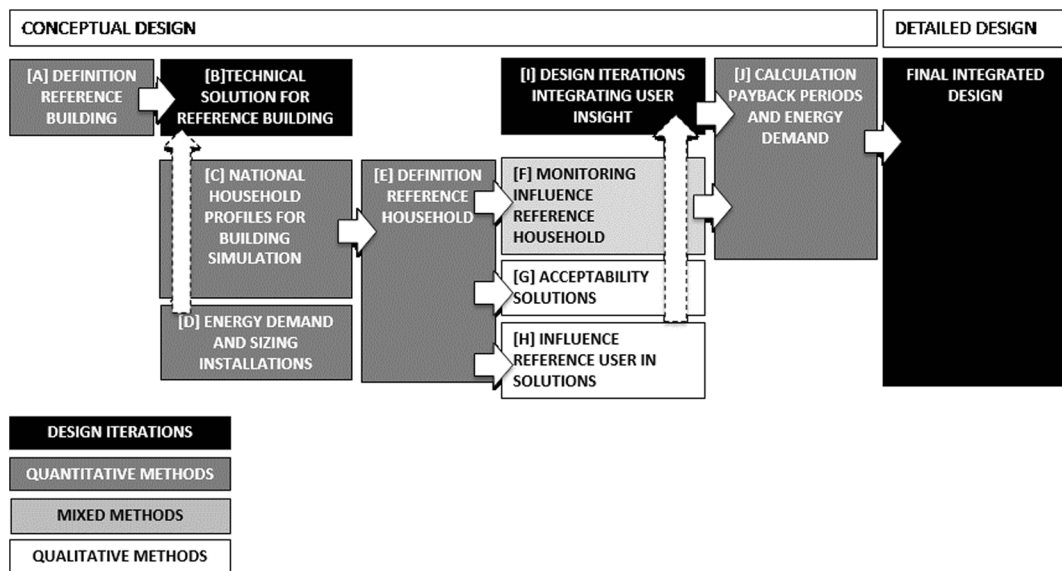 CONCEPTUAL DESIGN
DETAILED DESIGN
[A] DEFINITION
REFERENCE
BUILDING
[B]TECHNICAL
SOLUTION FOR
REFERENCE BUILDING
[I] DESIGN ITERATIONS
INTEGRATING USER
INSIGHT
[J] CALCULATION
PAYBACK PERIODS
AND ENERGY
DEMAND
FINAL INTEGRATED
DESIGN
[C] NATIONAL
HOUSEHOLD
PROFILES FOR
BUILDING
SIMULATION
[E] DEFINITION
REFERENCE
HOUSEHOLD
[F] MONITORING
INFLUENCE
REFERENCE
HOUSEHOLD
[G] ACCEPTABILITY
SOLUTIONS
[D] ENERGY DEMAND
AND SIZING
INSTALLATIONS
[H] INFLUENCE
REFERENCE USER IN
SOLUTIONS
DESIGN ITERATIONS
QUANTITATIVE METHODS
MIXED METHODS
QUALITATIVE METHODS